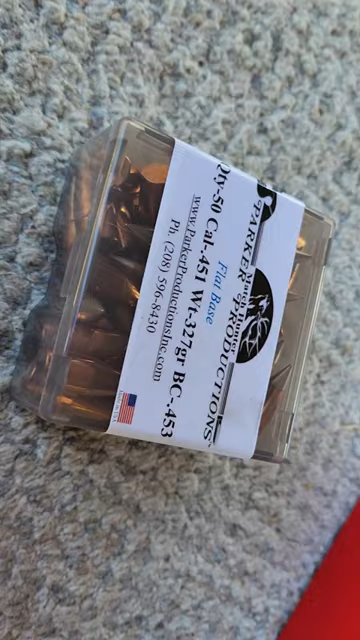 PARKER PRODUCTIONS
Flat Base
Qty-50 Cal-.451 Wt-327gr BC-.453
www.ParkerProductionsInc.com
Ph. (208) 596-8430